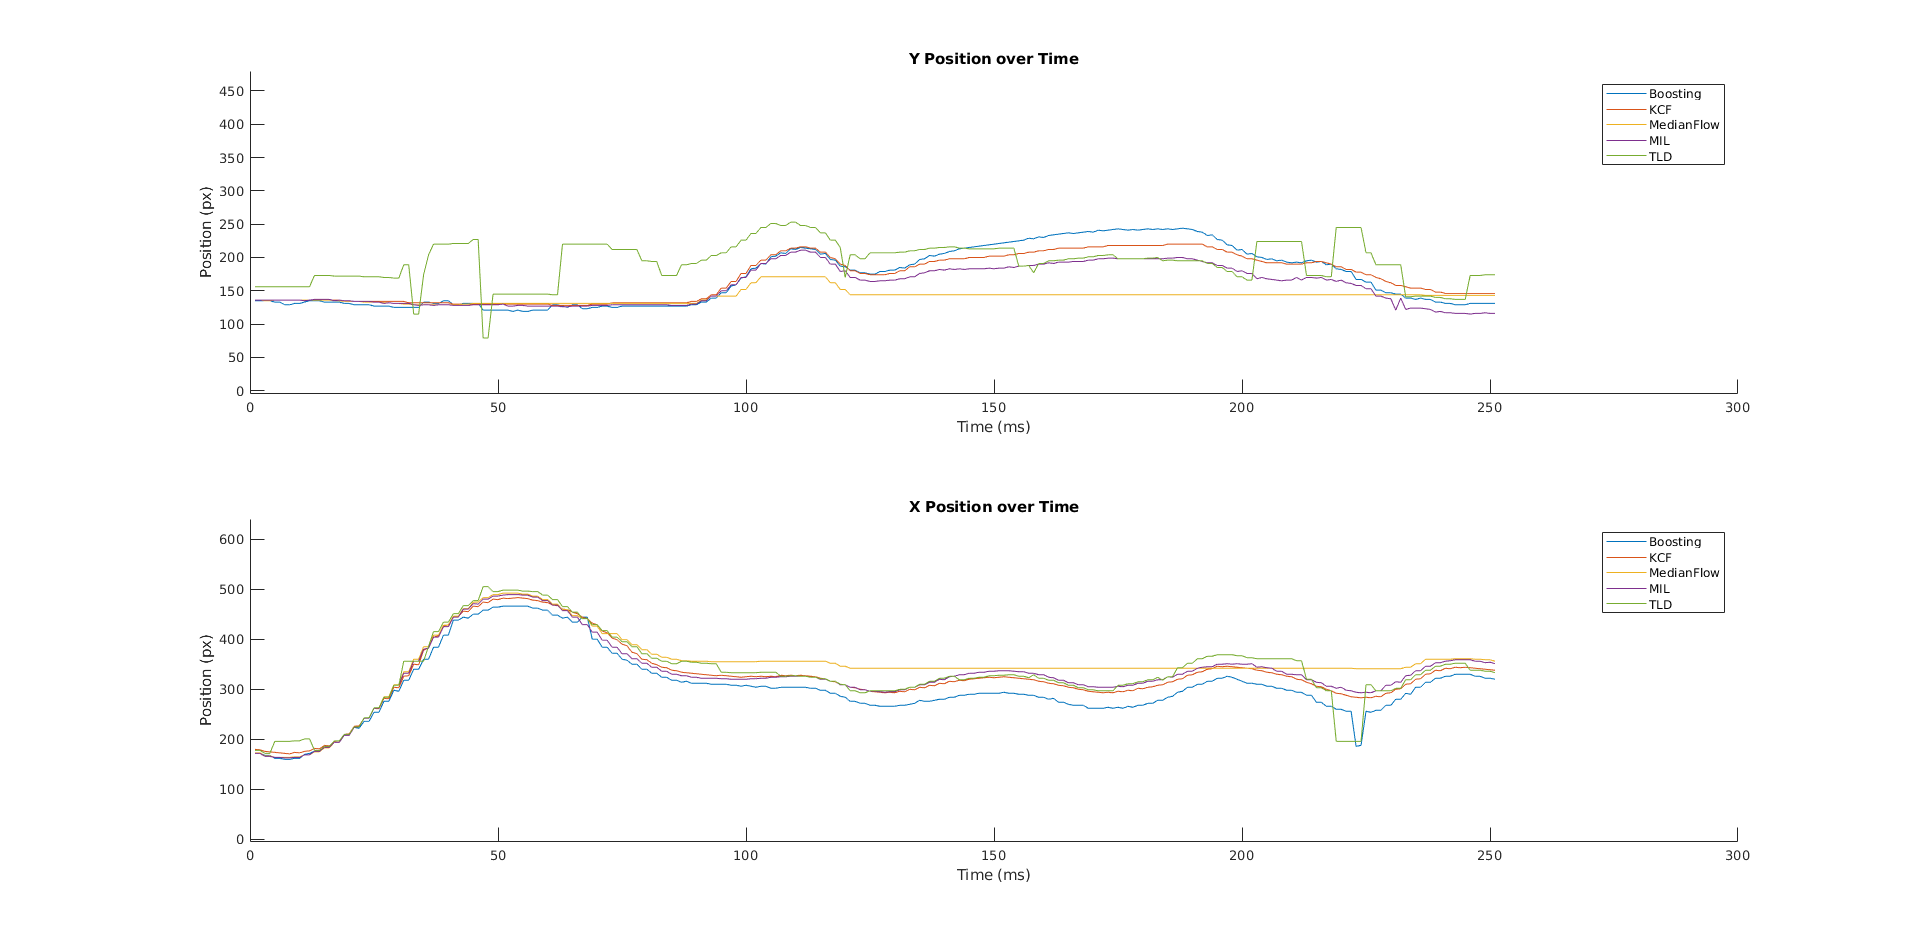 Y Position over Time
450
400
350
300
250
200
150
100
50
0
Position (px)
0 50 100 150 200 250 300
Time (ms)
Boosting
KCF
MedianFlow
MIL
TLD
X Position over Time
600
500
400
300
200
100
0
Position (px)
0 50 100 150 200 250 300
Time (ms)
Boosting
KCF
MedianFlow
MIL
TLD